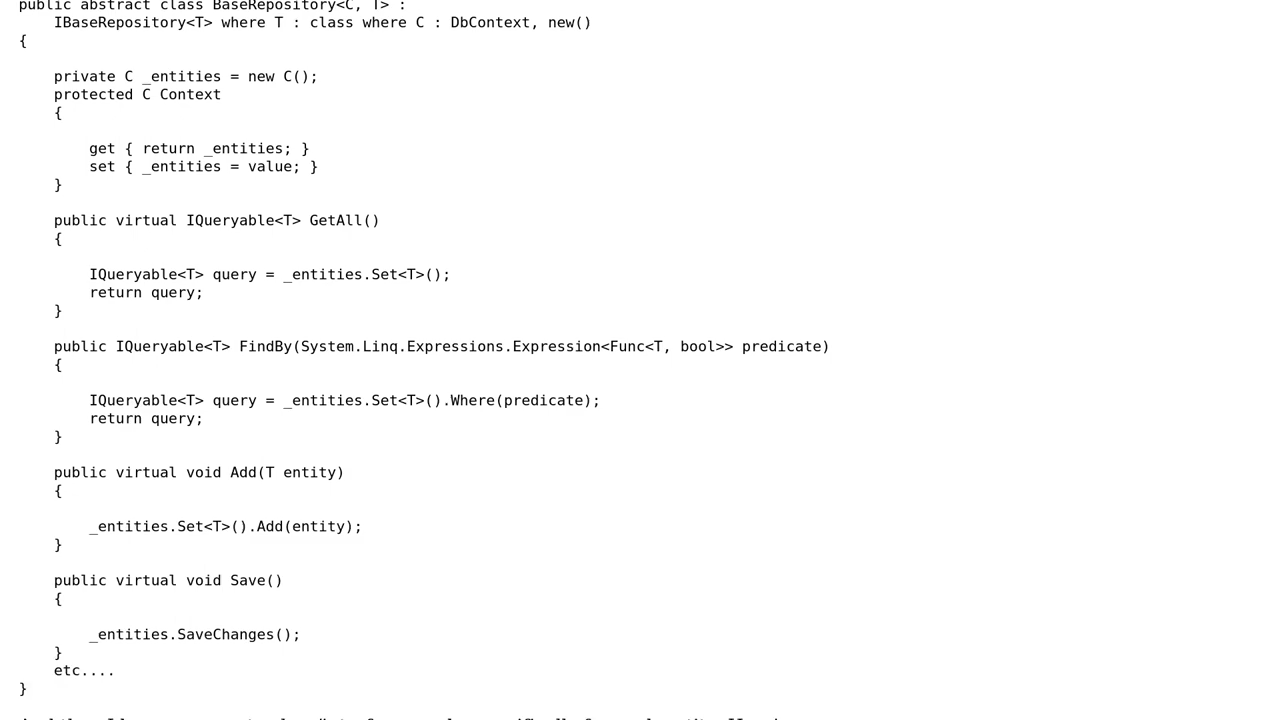 public abstract class BaseRepository<C, T> :
    IBaseRepository<T> where T : class where C : DbContext, new()
{

    private C _entities = new C();
    protected C Context
    {

        get { return _entities; }
        set { _entities = value; }
    }

    public virtual IQueryable<T> GetAll()
    {

        IQueryable<T> query = _entities.Set<T>();
        return query;
    }

    public IQueryable<T> FindBy(System.Linq.Expressions.Expression<Func<T, bool>> predicate)
    {

        IQueryable<T> query = _entities.Set<T>().Where(predicate);
        return query;
    }

    public virtual void Add(T entity)
    {

        _entities.Set<T>().Add(entity);
    }

    public virtual void Save()
    {

        _entities.SaveChanges();
    }
    etc....
}